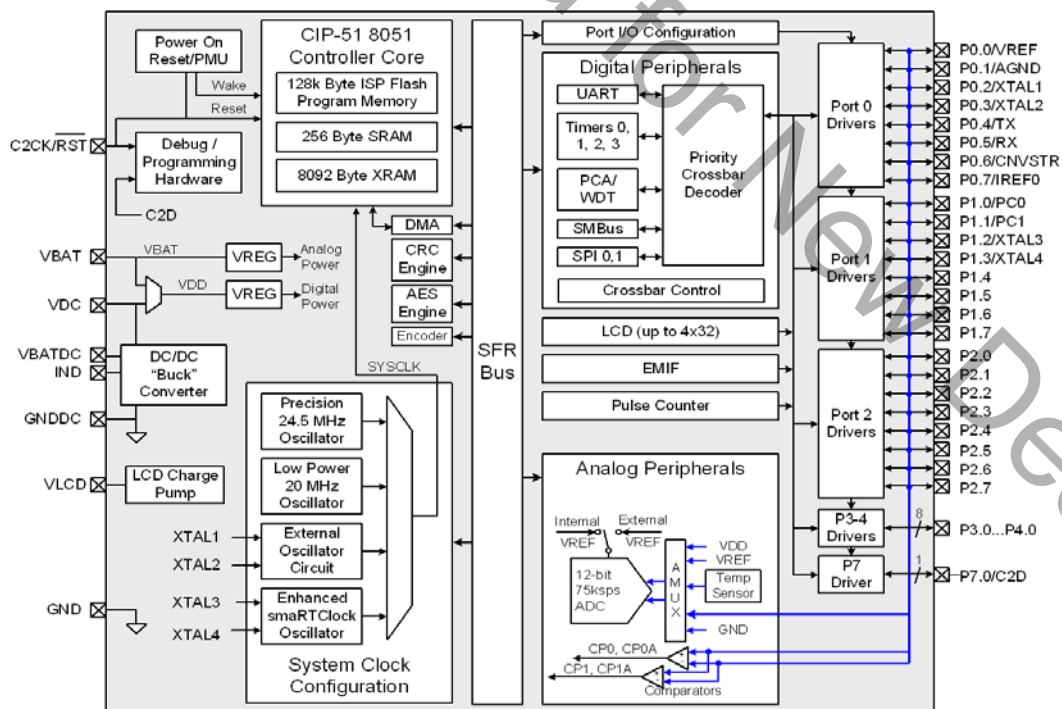 Power On
Reset/PMU
Wake
Reset
C2CK/RST
Debug /
Programming
Hardware
C2D
VBAT
VBAT
VREG
Analog
Power
VDC
VDD
VREG
Digital
Power
VBATDC
IND
DC/DC
"Buck"
Converter
GNDDC
VLCD
LCD Charge
Pump
XTAL1
XTAL2
XTAL3
XTAL4
GND
CIP-51 8051
Controller Core
128k Byte ISP Flash
Program Memory
256 Byte SRAM
8092 Byte XRAM
DMA
CRC
Engine
AES
Engine
Encoder
SYSCLK
Precision
24.5 MHz
Oscillator
Low Power
20 MHz
Oscillator
External
Oscillator
Circuit
Enhanced
smaRTClock
Oscillator
System Clock
Configuration
SFR
Bus
Port I/O Configuration
Digital Peripherals
UART
Timers 0,
1, 2, 3
PCA/
WDT
SMBus
SPI 0,1
Priority
Crossbar
Decoder
Crossbar Control
LCD (up to 4x32)
EMIF
Pulse Counter
Analog Peripherals
Internal
VREF
External
VREF
12-bit
75ksps
ADC
A
M
U
X
VDD
VREF
Temp
Sensor
GND
CP0, CP0A
CP1, CP1A
Comparators
Port 0
Drivers
Port 1
Drivers
Port 2
Drivers
P3-4
Drivers
P7
Driver
8
1
P0.0/VREF
P0.1/AGND
P0.2/XTAL1
P0.3/XTAL2
P0.4/TX
P0.5/RX
P0.6/CNVSTR
P0.7/IREF0
P1.0/PC0
P1.1/PC1
P1.2/XTAL3
P1.3/XTAL4
P1.4
P1.5
P1.6
P1.7
P2.0
P2.1
P2.2
P2.3
P2.4
P2.5
P2.6
P2.7
P3.0...P4.0
P7.0/C2D
for New De